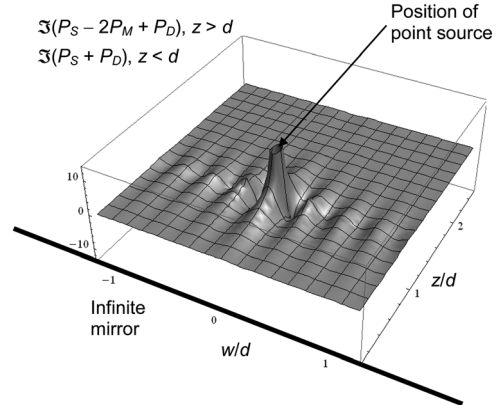 ℑ(P_S − 2P_M + P_D), z > d
ℑ(P_S + P_D), z < d
Position of
point source
10
0
−10
−1
0
1
1
2
w/d
z/d
Infinite
mirror